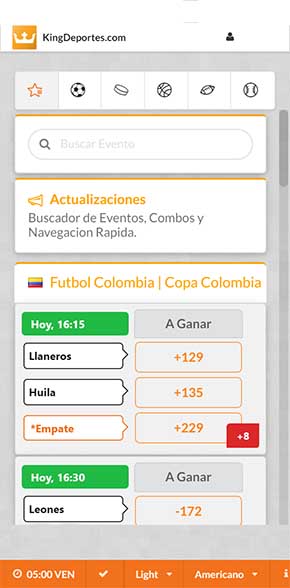 KingDeportes.com
Buscar Evento
Actualizaciones
Buscador de Eventos, Combos y
Navegacion Rapida.
Futbol Colombia | Copa Colombia
Hoy, 16:15 A Ganar
Llaneros +129
Huila +135
*Empate +229
+8
Hoy, 16:30 A Ganar
Leones -172
05:00 VEN Light Americano